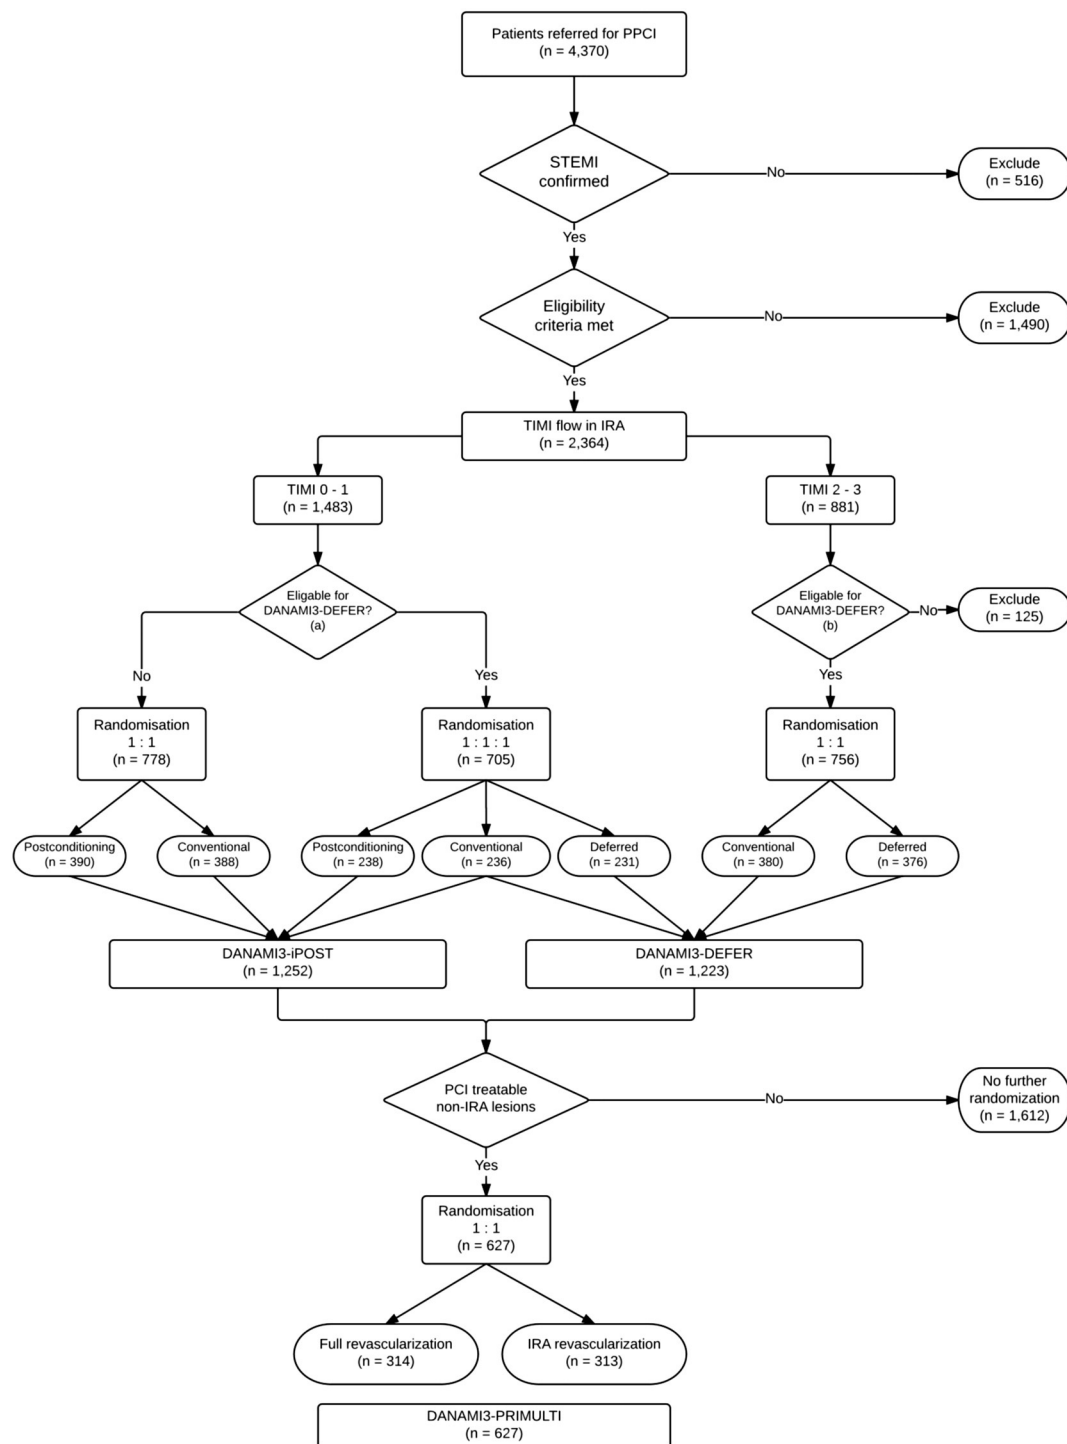 Patients referred for PPCI
(n = 4,370)
STEMI
confirmed
No
Exclude
(n = 516)
Yes
Eligibility
criteria met
No
Exclude
(n = 1,490)
Yes
TIMI flow in IRA
(n = 2,364)
TIMI 0 - 1
(n = 1,483)
TIMI 2 - 3
(n = 881)
Eligable for
DANAMI3-DEFER?
(a)
Eligable for
DANAMI3-DEFER?
(b)
No
Exclude
(n = 125)
No
Yes
Yes
Randomisation
1 : 1
(n = 778)
Randomisation
1 : 1 : 1
(n = 705)
Randomisation
1 : 1
(n = 756)
Postconditioning
(n = 390)
Conventional
(n = 388)
Postconditioning
(n = 238)
Conventional
(n = 236)
Deferred
(n = 231)
Conventional
(n = 380)
Deferred
(n = 376)
DANAMI3-iPOST
(n = 1,252)
DANAMI3-DEFER
(n = 1,223)
PCI treatable
non-IRA lesions
No
No further
randomization
(n = 1,612)
Yes
Randomisation
1 : 1
(n = 627)
Full revascularization
(n = 314)
IRA revascularization
(n = 313)
DANAMI3-PRIMULTI
(n = 627)